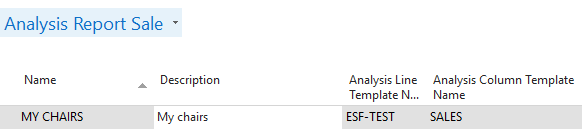 Analysis Report Sale
Name Description Analysis Line Template N... Analysis Column Template Name
MY CHAIRS My chairs ESF-TEST SALES